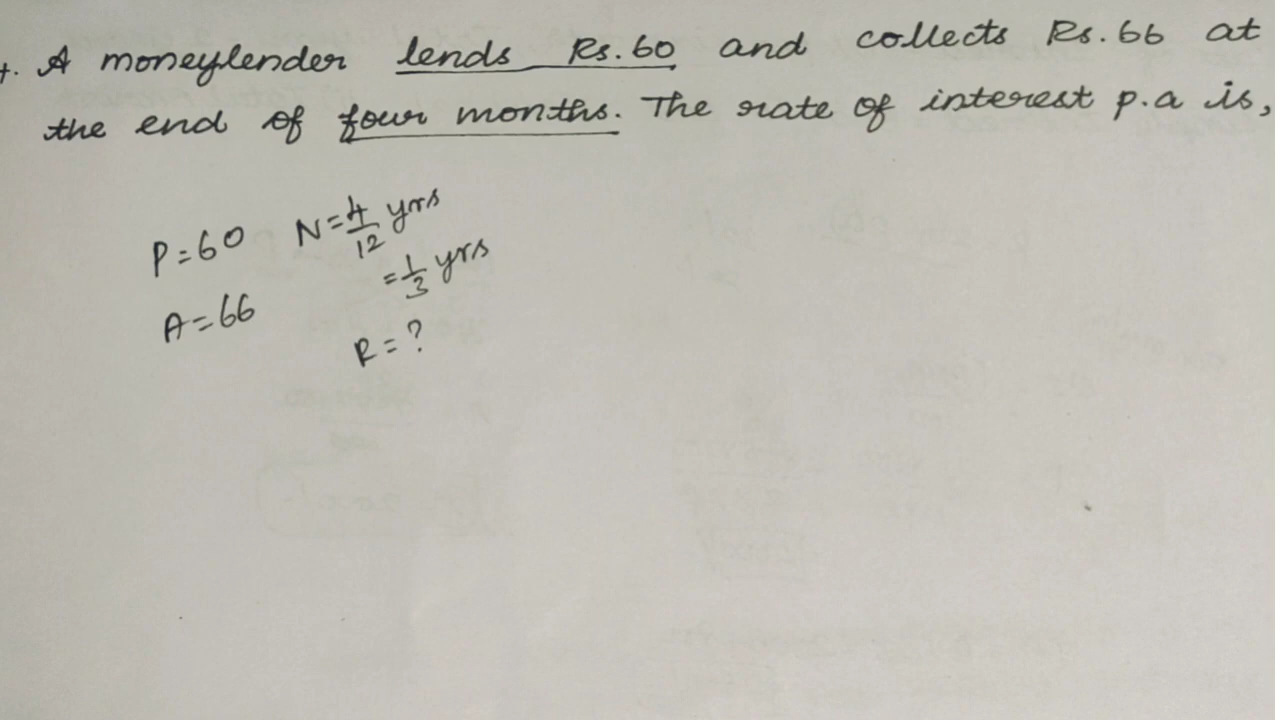 A moneylender lends Rs.60 and collects Rs.66 at
the end of four months. The rate of interest p.a is,
P=60 N=4/12 yrs
=1/3 yrs
A=66
R=?